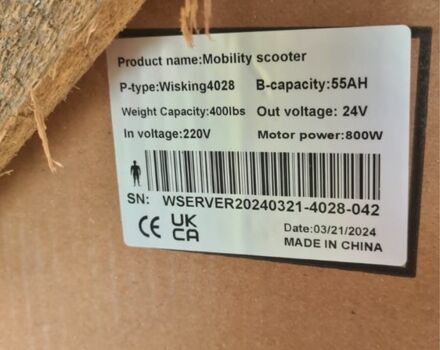 Product name:Mobility scooter
P-type:Wisking4028 B-capacity:55AH
Weight Capacity:400lbs Out voltage: 24V
In voltage:220V Motor power:800W
SN: WSERVER20240321-4028-042
CE UK
CA Date:03/21/2024
MADE IN CHINA